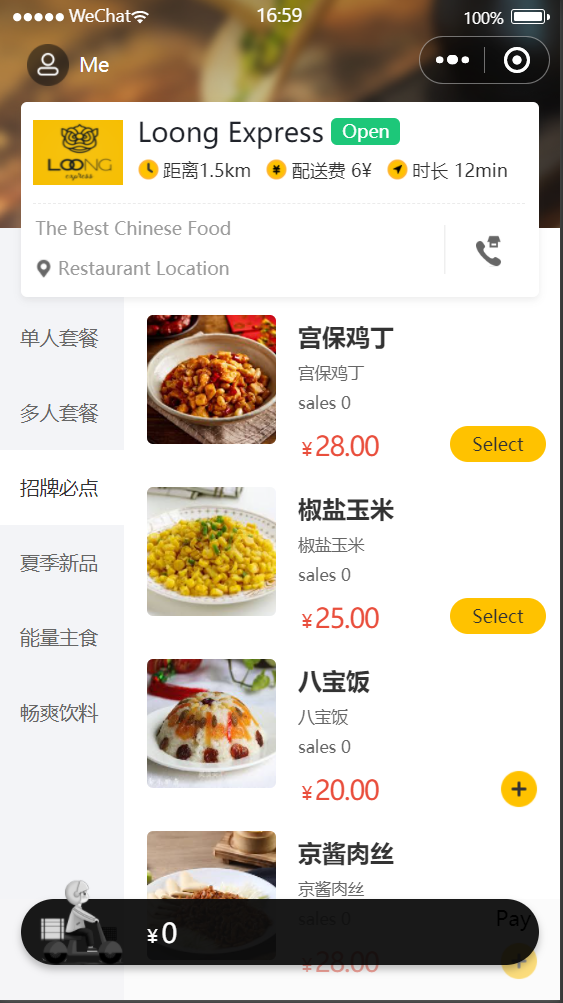 WeChat 16:59 100%
Me
Loong Express Open
LOONG
express
距离1.5km ¥ 配送费 6¥ 时长 12min
The Best Chinese Food
Restaurant Location
单人套餐
多人套餐
招牌必点
夏季新品
能量主食
畅爽饮料
宫保鸡丁
宫保鸡丁
sales 0
¥28.00 Select
椒盐玉米
椒盐玉米
sales 0
¥25.00 Select
八宝饭
八宝饭
sales 0
¥20.00 +
京酱肉丝
京酱肉丝
sales 0
¥28.00 +
¥0 Pay